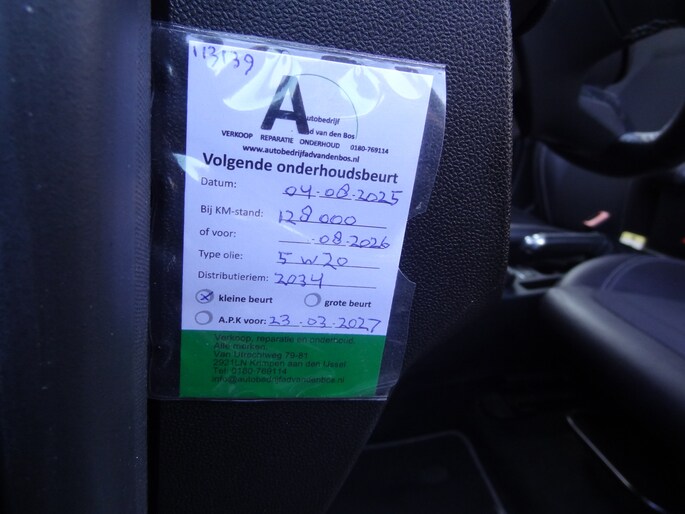 113139
A
utobedrijf
d van den Bos
VERKOOP REPARATIE ONDERHOUD 0180-769114
www.autobedrijfadvandenbos.nl
Volgende onderhoudsbeurt
Datum: 04-08-2025
Bij KM-stand: 128000
of voor: -08-2026
Type olie: 5 W20
Distributieriem: 2034
kleine beurt grote beurt
A.P.K voor: 23-03-2027
Verkoop, reparatie en onderhoud.
Alle merken
Van Utrechtweg 79-81
Krimpen aan den IJssel
Tel: 0180-769114
info@autobedrijfadvandenbos.nl